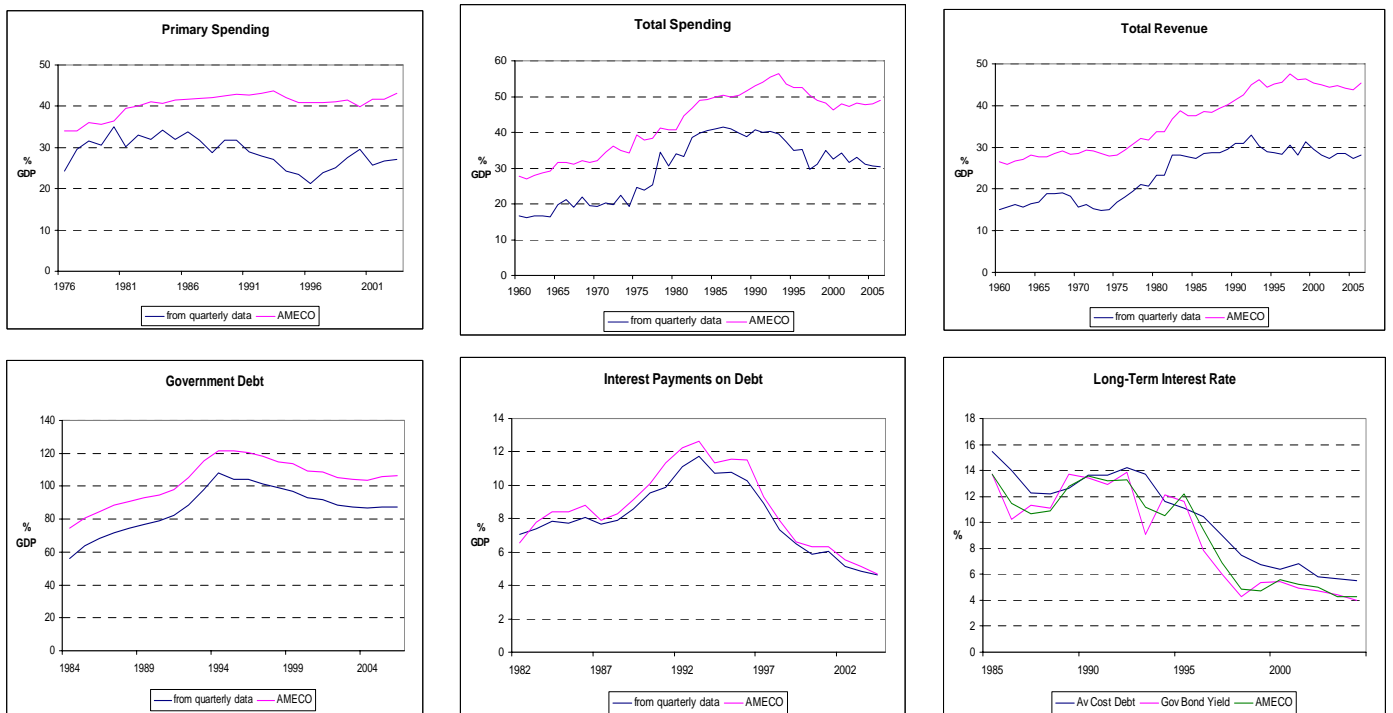 Primary Spending
50
40
30
%
GDP
20
10
0
1976 1981 1986 1991 1996 2001
from quarterly data AMECO
Total Spending
60
50
40
%
GDP
30
20
10
0
1960 1965 1970 1975 1980 1985 1990 1995 2000 2005
from quarterly data AMECO
Total Revenue
50
40
30
%
GDP
20
10
0
1960 1965 1970 1975 1980 1985 1990 1995 2000 2005
from quarterly data AMECO
Government Debt
140
120
100
80
%
GDP
60
40
20
0
1984 1989 1994 1999 2004
from quarterly data AMECO
Interest Payments on Debt
14
12
10
8
%
GDP
6
4
2
0
1982 1987 1992 1997 2002
from quarterly data AMECO
Long-Term Interest Rate
18
16
14
12
10
%
8
6
4
2
0
1985 1990 1995 2000
Av Cost Debt Gov Bond Yield AMECO